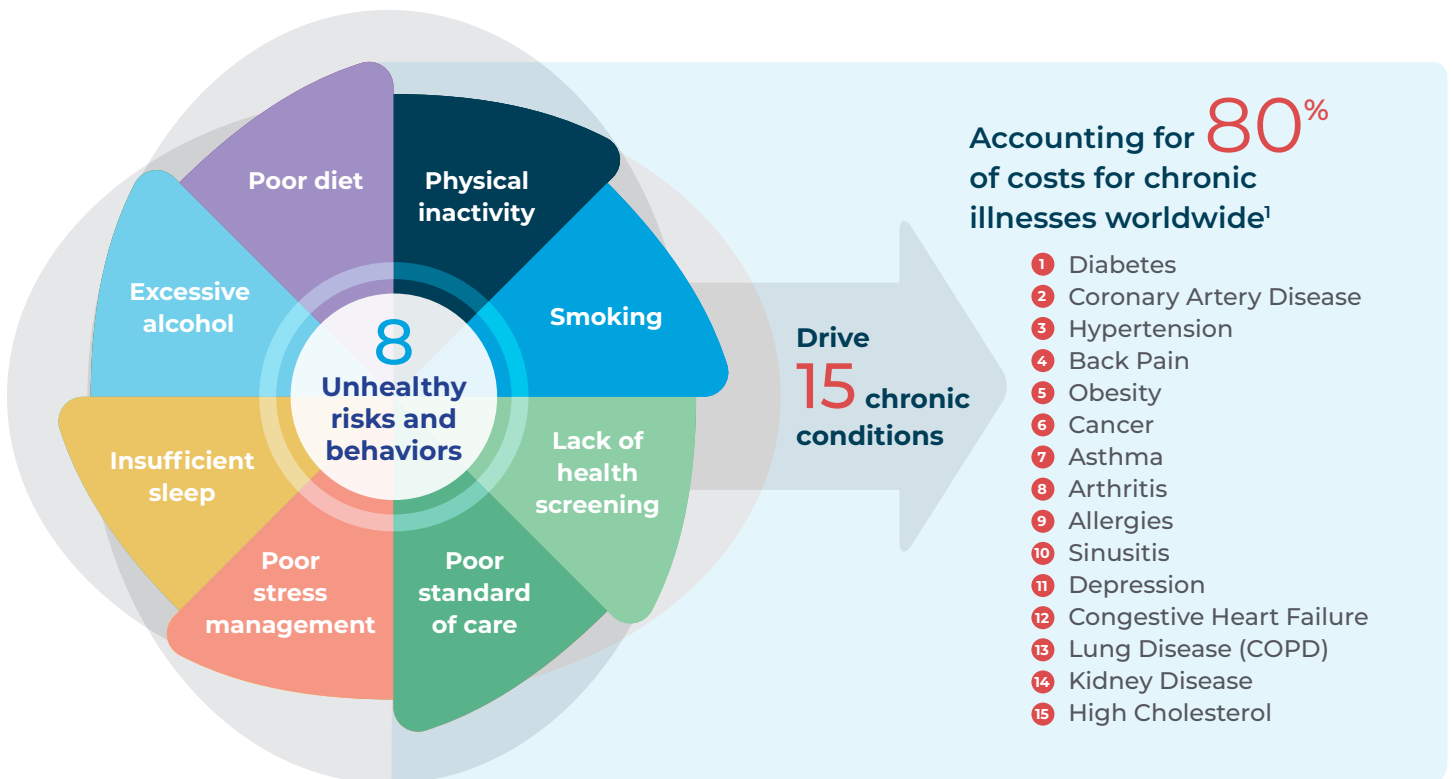 Poor diet
Physical
inactivity
Excessive
alcohol
Smoking
8
Unhealthy
risks and
behaviors
Insufficient
sleep
Lack of
health
screening
Poor
stress
management
Poor
standard
of care
Drive
15 chronic
conditions
Accounting for 80%
of costs for chronic
illnesses worldwide¹
1 Diabetes
2 Coronary Artery Disease
3 Hypertension
4 Back Pain
5 Obesity
6 Cancer
7 Asthma
8 Arthritis
9 Allergies
10 Sinusitis
11 Depression
12 Congestive Heart Failure
13 Lung Disease (COPD)
14 Kidney Disease
15 High Cholesterol